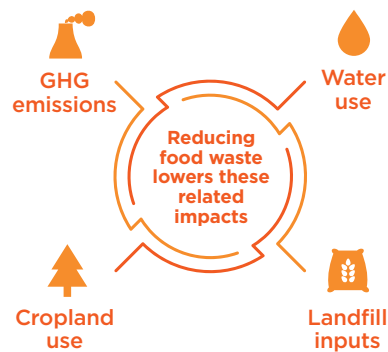 GHG
emissions
Water
use
Reducing
food waste
lowers these
related
impacts
Cropland
use
Landfill
inputs